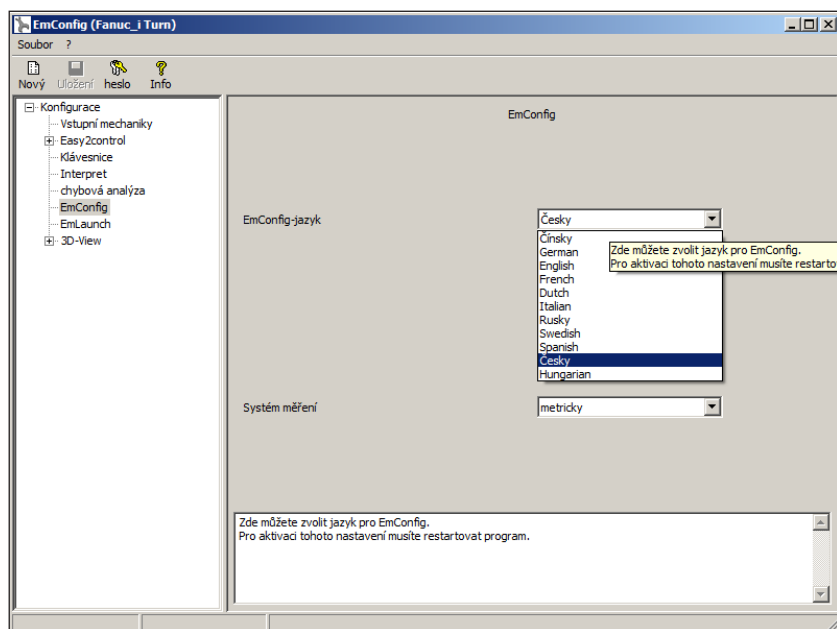 EmConfig (Fanuc_i Turn)
Soubor ?
Nový Uložení heslo Info
Konfigurace
Vstupní mechaniky
Easy2control
Klávesnice
Interpret
chybová analýza
EmConfig
EmLaunch
3D-View
EmConfig
EmConfig-jazyk
Česky
Čínsky
German
English
French
Dutch
Italian
Rusky
Swedish
Spanish
Česky
Hungarian
Zde můžete zvolit jazyk pro EmConfig.
Pro aktivaci tohoto nastavení musíte restarto
Systém měření
metricky
Zde můžete zvolit jazyk pro EmConfig.
Pro aktivaci tohoto nastavení musíte restartovat program.